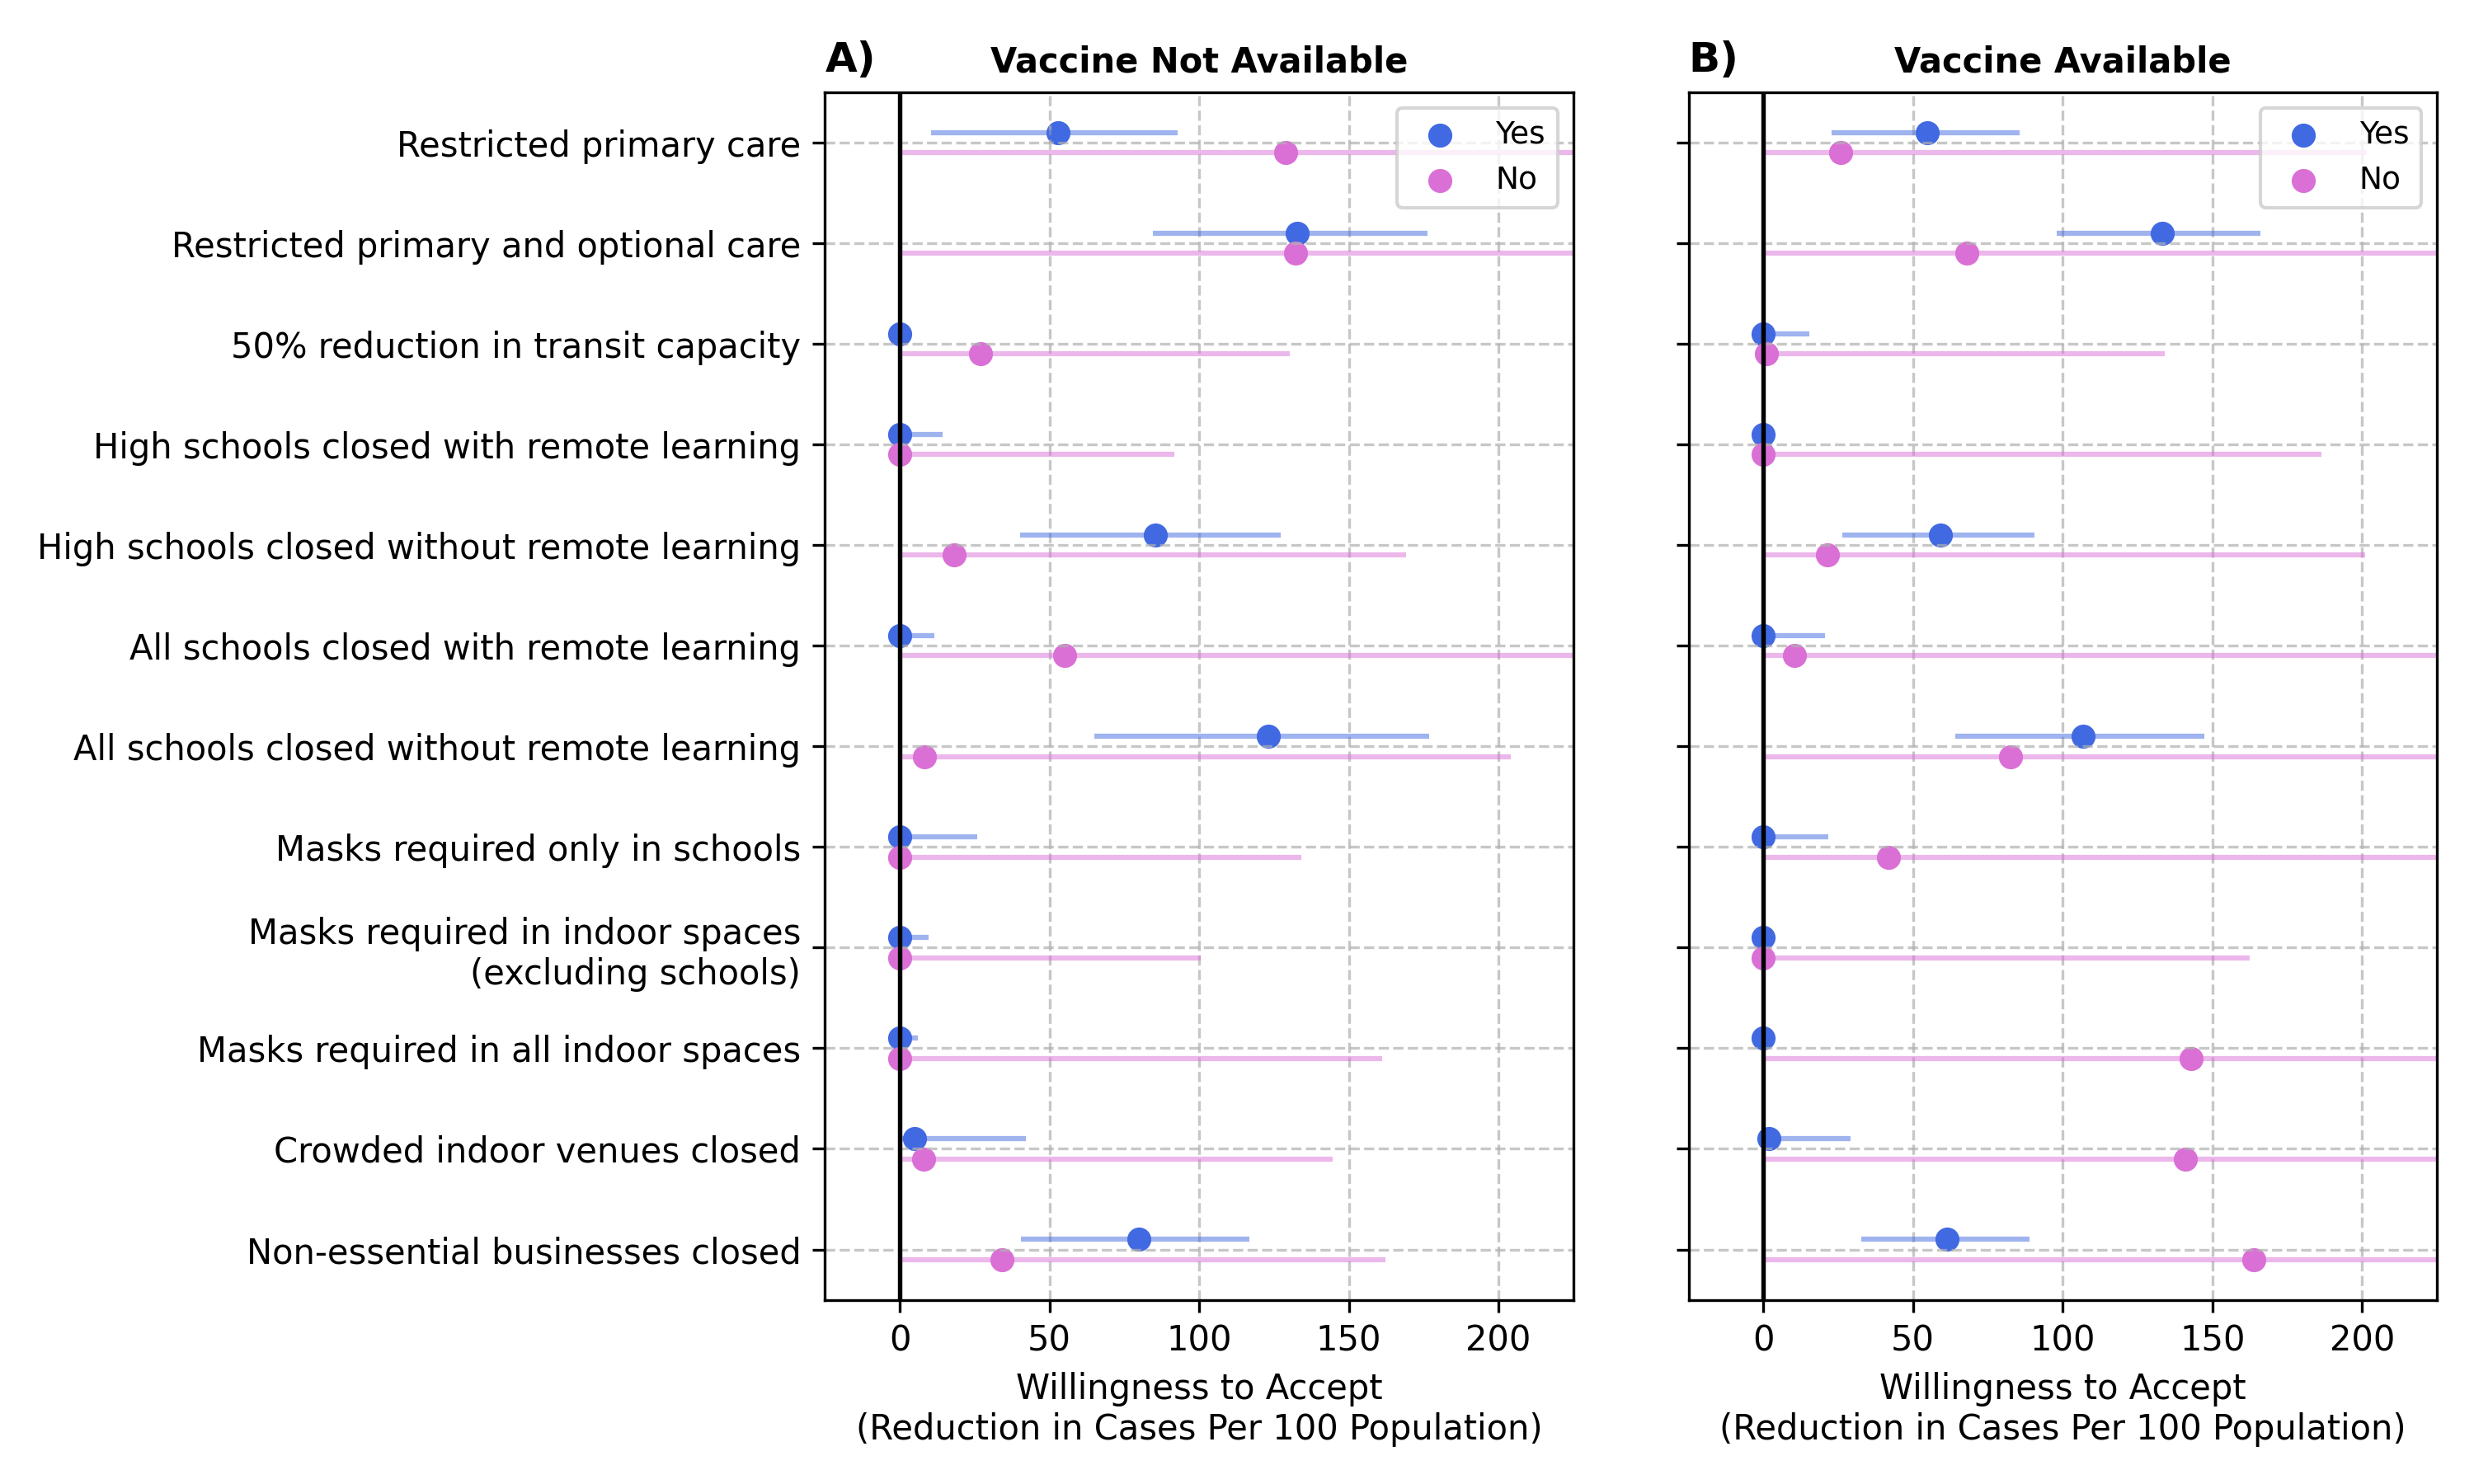 A) Vaccine Not Available
B) Vaccine Available
Yes
No
Yes
No
Restricted primary care
Restricted primary and optional care
50% reduction in transit capacity
High schools closed with remote learning
High schools closed without remote learning
All schools closed with remote learning
All schools closed without remote learning
Masks required only in schools
Masks required in indoor spaces
(excluding schools)
Masks required in all indoor spaces
Crowded indoor venues closed
Non-essential businesses closed
0 50 100 150 200
0 50 100 150 200
Willingness to Accept
(Reduction in Cases Per 100 Population)
Willingness to Accept
(Reduction in Cases Per 100 Population)